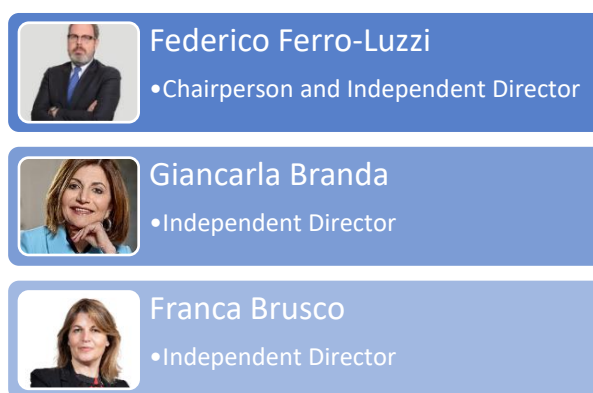 Federico Ferro-Luzzi
•Chairperson and Independent Director
Giancarla Branda
•Independent Director
Franca Brusco
•Independent Director